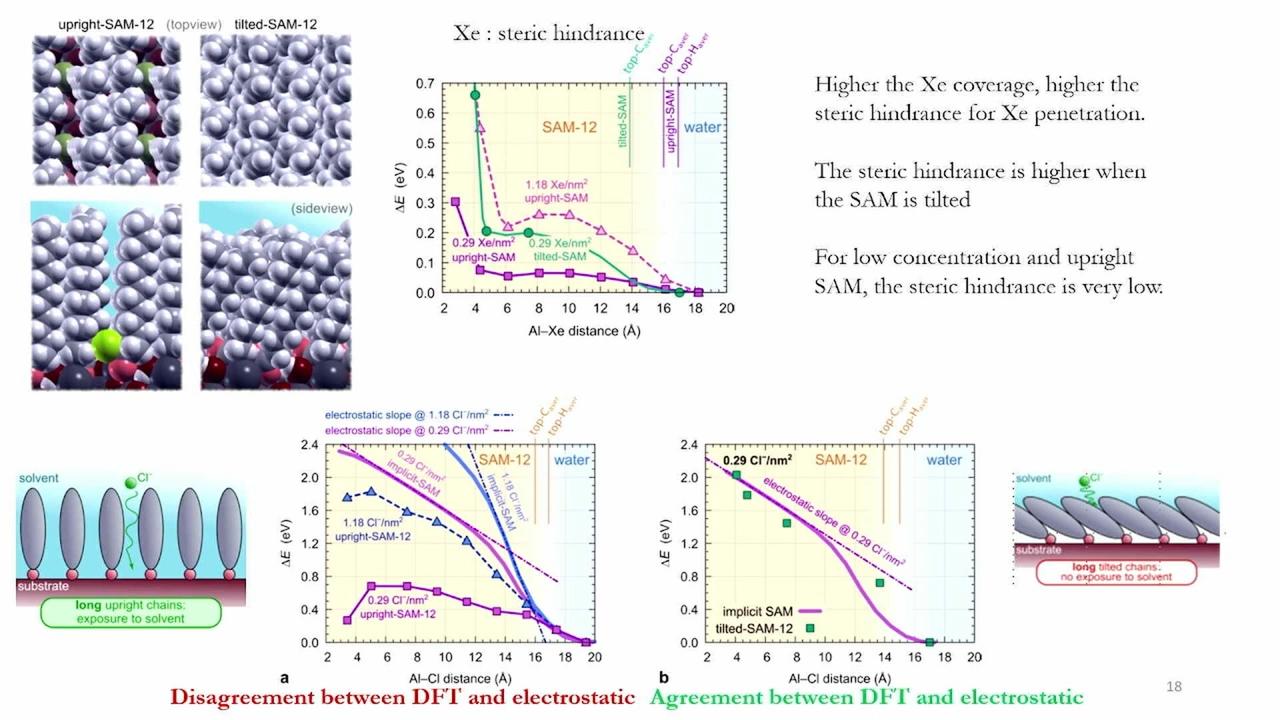 upright-SAM-12 (topview) tilted-SAM-12
(sideview)
Xe : steric hindrance
top-Caver
top-Caver
top-Haver
0.7
0.6
0.5
0.4
0.3
0.2
0.1
0.0
ΔE (eV)
SAM-12
tilted-SAM
upright-SAM
water
1.18 Xe/nm²
upright-SAM
0.29 Xe/nm²
upright-SAM
0.29 Xe/nm²
tilted-SAM
2 4 6 8 10 12 14 16 18 20
Al–Xe distance (Å)
Higher the Xe coverage, higher the
steric hindrance for Xe penetration.
The steric hindrance is higher when
the SAM is tilted
For low concentration and upright
SAM, the steric hindrance is very low.
solvent
Cl⁻
substrate
long upright chains:
exposure to solvent
electrostatic slope @ 1.18 Cl⁻/nm²
electrostatic slope @ 0.29 Cl⁻/nm²
top-Caver
top-Haver
2.4
2.0
1.6
1.2
0.8
0.4
0.0
ΔE (eV)
SAM-12
water
0.29 Cl⁻/nm²
implicit-SAM
1.18 Cl⁻/nm²
implicit-SAM
1.18 Cl⁻/nm²
upright-SAM-12
0.29 Cl⁻/nm²
upright-SAM-12
2 4 6 8 10 12 14 16 18 20
a
Al–Cl distance (Å)
top-Caver
top-Haver
2.4
2.0
1.6
1.2
0.8
0.4
0.0
ΔE (eV)
0.29 Cl⁻/nm²
SAM-12
water
electrostatic slope @ 0.29 Cl⁻/nm²
implicit SAM
tilted-SAM-12
2 4 6 8 10 12 14 16 18 20
b
Al–Cl distance (Å)
solvent
Cl⁻
substrate
long tilted chains:
no exposure to solvent
Disagreement between DFT and electrostatic
Agreement between DFT and electrostatic
18